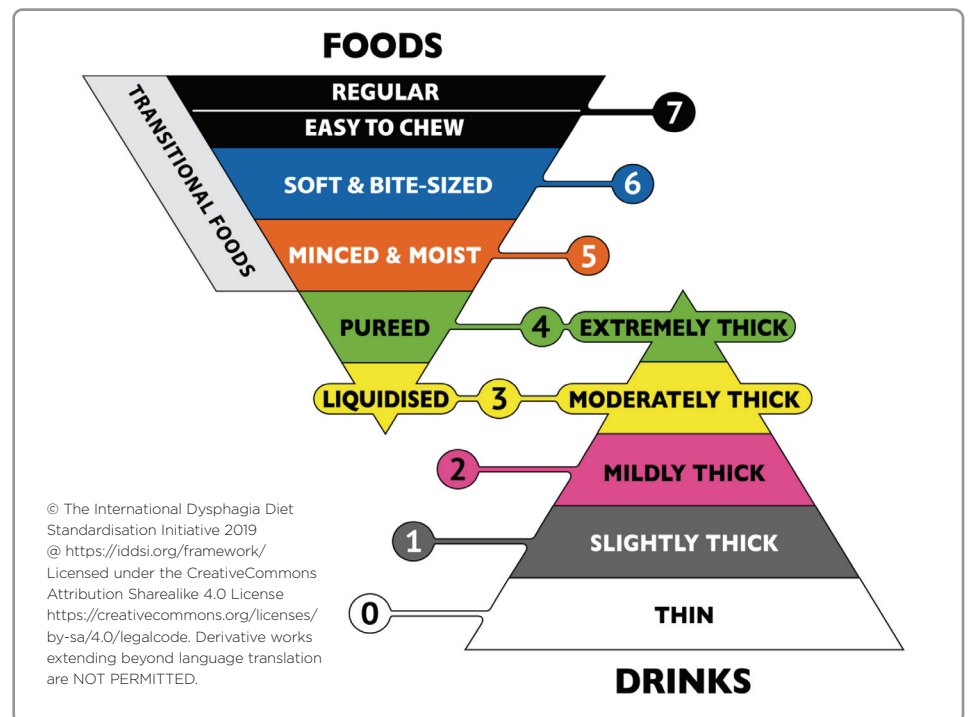 FOODS
TRANSITIONAL FOODS
REGULAR
EASY TO CHEW
7
SOFT & BITE-SIZED
6
MINCED & MOIST
5
PUREED
4
EXTREMELY THICK
LIQUIDISED
3
MODERATELY THICK
2
MILDLY THICK
1
SLIGHTLY THICK
0
THIN
DRINKS
© The International Dysphagia Diet
Standardisation Initiative 2019
@ https://iddsi.org/framework/
Licensed under the CreativeCommons
Attribution Sharealike 4.0 License
https://creativecommons.org/licenses/
by-sa/4.0/legalcode. Derivative works
extending beyond language translation
are NOT PERMITTED.